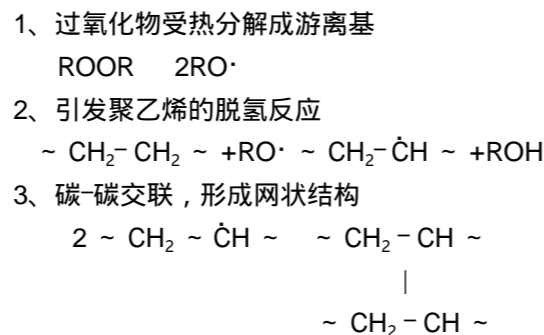 1、过氧化物受热分解成游离基
ROOR 2RO·
2、引发聚乙烯的脱氢反应
~ CH₂– CH₂ ~ +RO· ~ CH₂–ĊH ~ +ROH
3、碳–碳交联，形成网状结构
2 ~ CH₂ ~ ĊH ~ ~ CH₂ – CH ~
|
~ CH₂ – CH ~